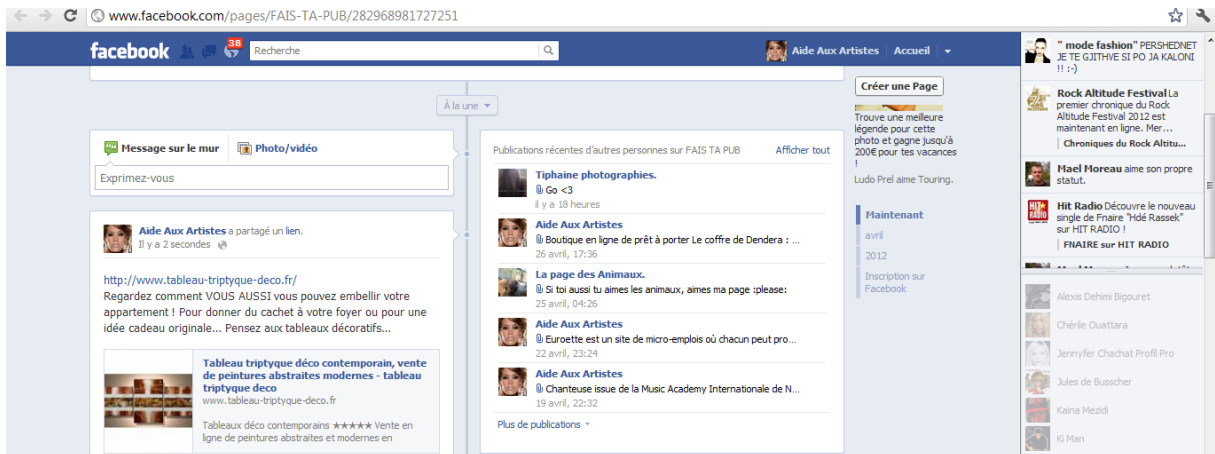 www.facebook.com/pages/FAIS-TA-PUB/282968981727251
facebook
38
Recherche
Aide Aux Artistes
Accueil
À la une
Message sur le mur
Photo/vidéo
Exprimez-vous
Aide Aux Artistes a partagé un lien.
Il y a 2 secondes
http://www.tableau-triptyque-deco.fr/
Regardez comment VOUS AUSSI vous pouvez embellir votre
appartement ! Pour donner du cachet à votre foyer ou pour une
idée cadeau originale... Pensez aux tableaux décoratifs...
Tableau triptyque déco contemporain, vente
de peintures abstraites modernes - tableau
triptyque deco
www.tableau-triptyque-deco.fr
Tableaux déco contemporains ★★★★★ Vente en
ligne de peintures abstraites et modernes en
Publications récentes d'autres personnes sur FAIS TA PUB
Afficher tout
Tiphaine photographies.
Go <3
il y a 18 heures
Aide Aux Artistes
Boutique en ligne de prêt à porter Le coffre de Dendera : ...
26 avril, 17:36
La page des Animaux.
Si toi aussi tu aimes les animaux, aimes ma page :please:
25 avril, 04:26
Aide Aux Artistes
Euroette est un site de micro-emplois où chacun peut pro...
22 avril, 23:24
Aide Aux Artistes
Chanteuse issue de la Music Academy Internationale de N...
19 avril, 22:32
Plus de publications
Créer une Page
Trouve une meilleure
légende pour cette
photo et gagne jusqu'à
200€ pour tes vacances
!
Ludo Prel aime Touring.
Maintenant
avril
2012
Inscription sur
Facebook
" mode fashion" PERSHEDNET
JE TE GJITHVE SI PO JA KALONI
!! :-)
Rock Altitude Festival La
premier chronique du Rock
Altitude Festival 2012 est
maintenant en ligne. Mer...
Chroniques du Rock Altitu...
Mael Moreau aime son propre
statut.
Hit Radio Découvre le nouveau
single de Fnaire "Hdé Rassek"
sur HIT RADIO !
FNAIRE sur HIT RADIO
Alexis Dehimi Bigouret
Chérile Ouattara
Jennyfer Chachat Profil Pro
Jules de Busscher
Kaina Mezidi
Ki Man